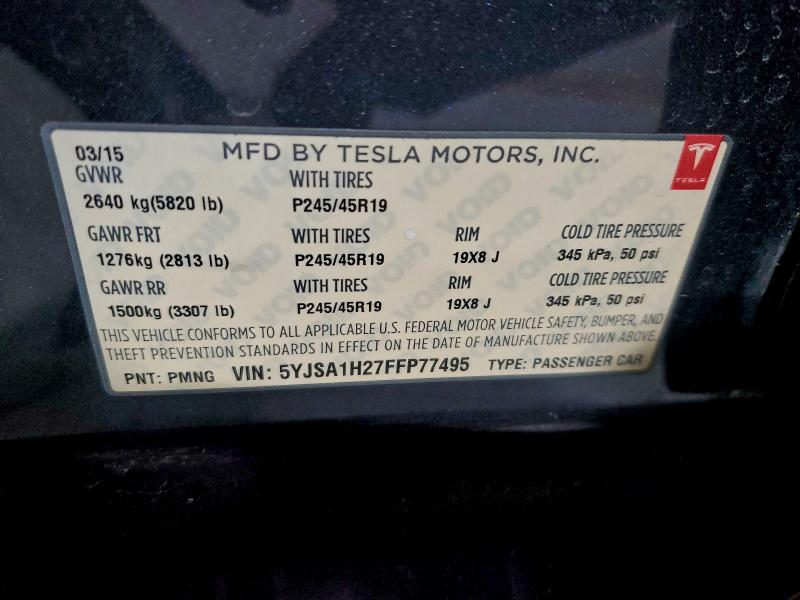 03/15 MFD BY TESLA MOTORS, INC.
TESLA
GVWR WITH TIRES
2640 kg(5820 lb) P245/45R19
GAWR FRT WITH TIRES RIM COLD TIRE PRESSURE
1276kg (2813 lb) P245/45R19 19X8 J 345 kPa, 50 psi
GAWR RR WITH TIRES RIM COLD TIRE PRESSURE
1500kg (3307 lb) P245/45R19 19X8 J 345 kPa, 50 psi
THIS VEHICLE CONFORMS TO ALL APPLICABLE U.S. FEDERAL MOTOR VEHICLE SAFETY, BUMPER, AND
THEFT PREVENTION STANDARDS IN EFFECT ON THE DATE OF MANUFACTURE SHOWN ABOVE.
PNT: PMNG VIN: 5YJSA1H27FFP77495 TYPE: PASSENGER CAR